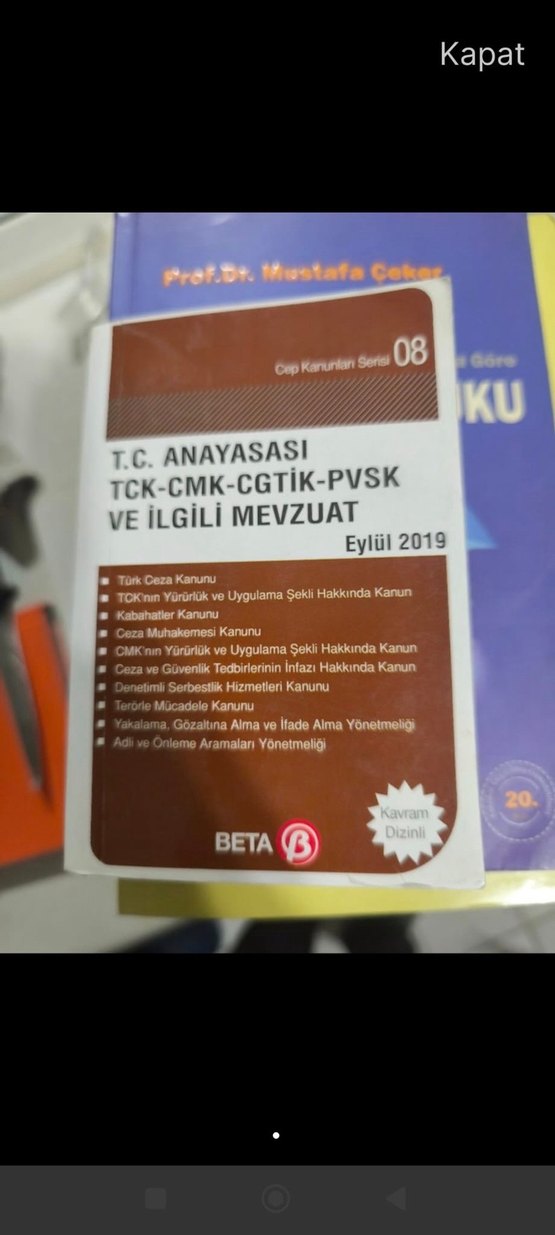 Kapat
Prof.Dr. Mustafa Çeker
Cep Kanunları Serisi 08
Göre
UKU
T.C. ANAYASASI
TCK-CMK-CGTİK-PVSK
VE İLGİLİ MEVZUAT
Eylül 2019
Türk Ceza Kanunu
TCK'nın Yürürlük ve Uygulama Şekli Hakkında Kanun
Kabahatler Kanunu
Ceza Muhakemesi Kanunu
CMK'nın Yürürlük ve Uygulama Şekli Hakkında Kanun
Ceza ve Güvenlik Tedbirlerinin İnfazı Hakkında Kanun
Denetimli Serbestlik Hizmetleri Kanunu
Terörle Mücadele Kanunu
Yakalama, Gözaltına Alma ve İfade Alma Yönetmeliği
Adli ve Önleme Aramaları Yönetmeliği
20.
Kavram
Dizinli
BETA β